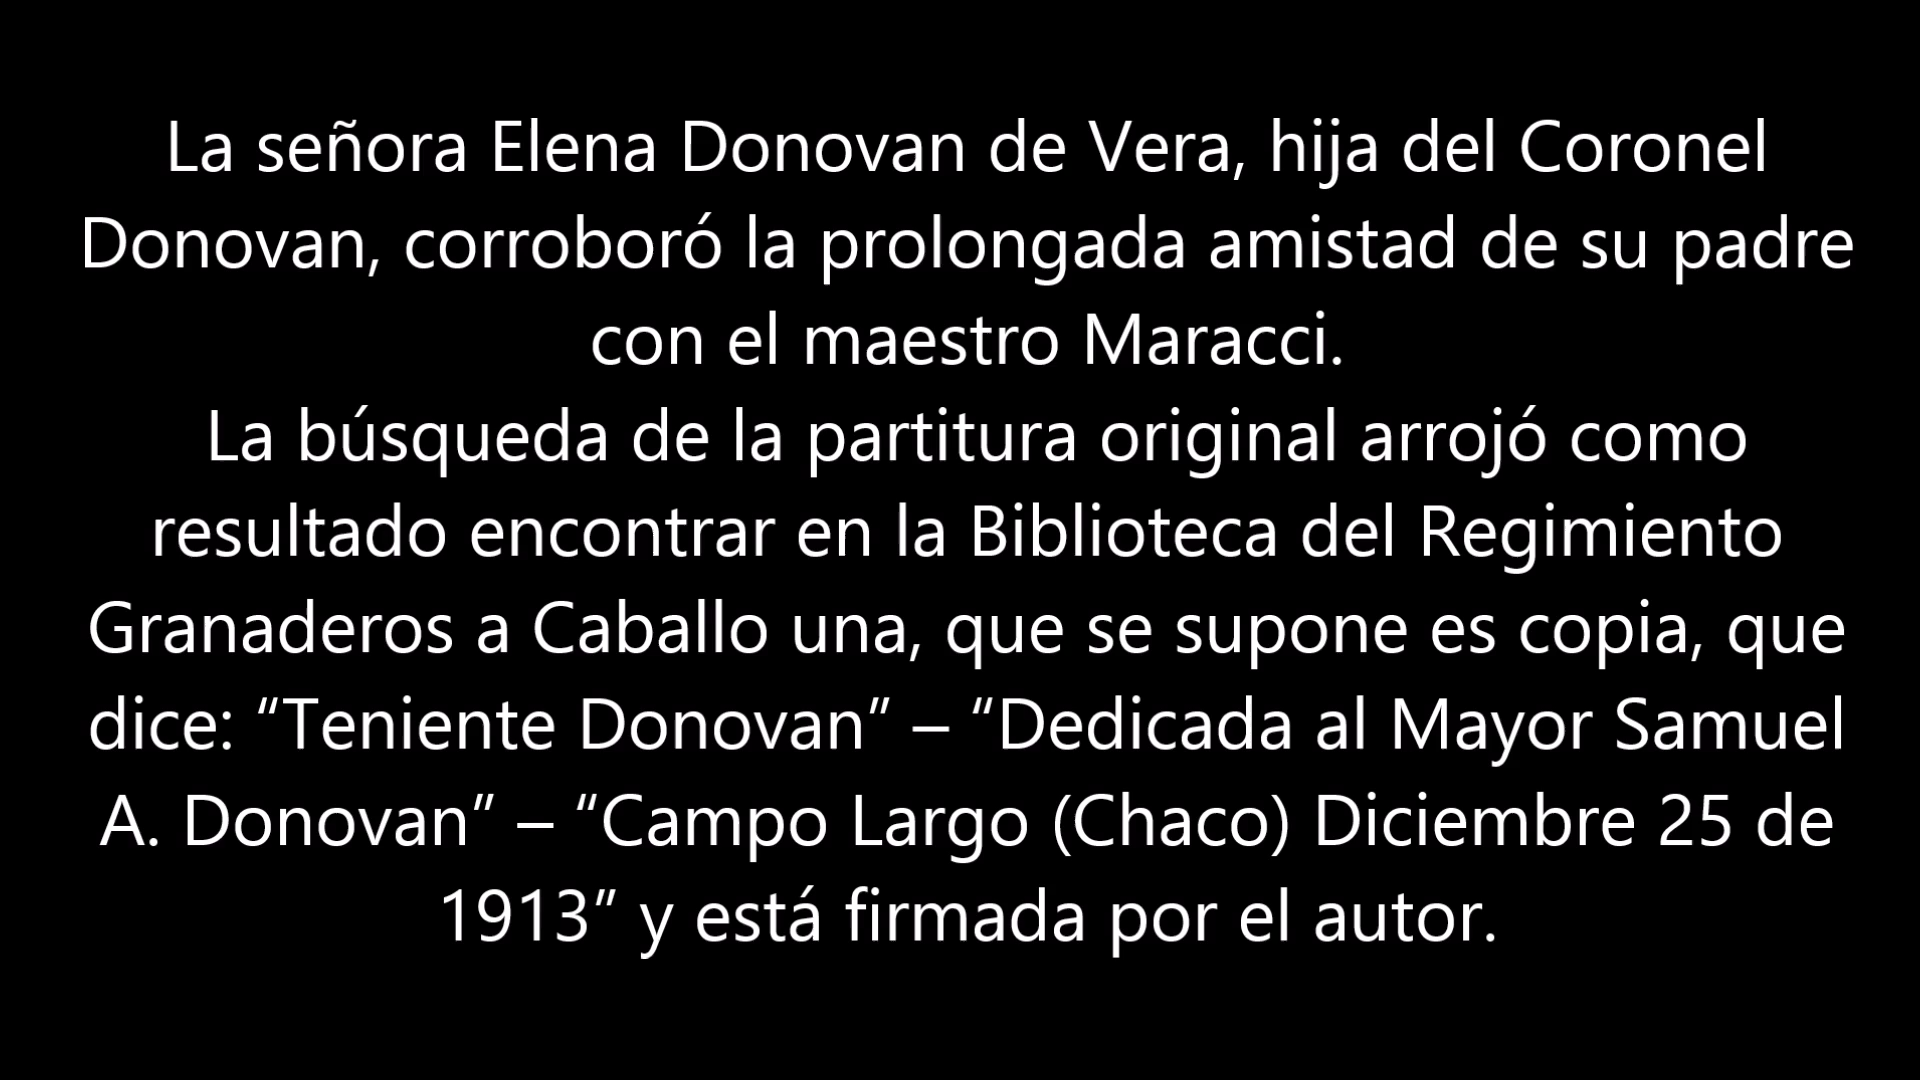 La señora Elena Donovan de Vera, hija del Coronel
Donovan, corroboró la prolongada amistad de su padre
con el maestro Maracci.
La búsqueda de la partitura original arrojó como
resultado encontrar en la Biblioteca del Regimiento
Granaderos a Caballo una, que se supone es copia, que
dice: “Teniente Donovan” – “Dedicada al Mayor Samuel
A. Donovan” – “Campo Largo (Chaco) Diciembre 25 de
1913” y está firmada por el autor.